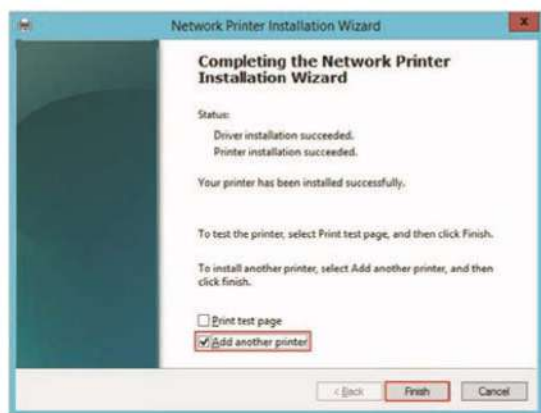 Network Printer Installation Wizard
x
Completing the Network Printer
Installation Wizard
Status:
Driver installation succeeded.
Printer installation succeeded.
Your printer has been installed successfully.
To test the printer, select Print test page, and then click Finish.
To install another printer, select Add another printer, and then
click finish.
Print test page
Add another printer
< Back Finish Cancel